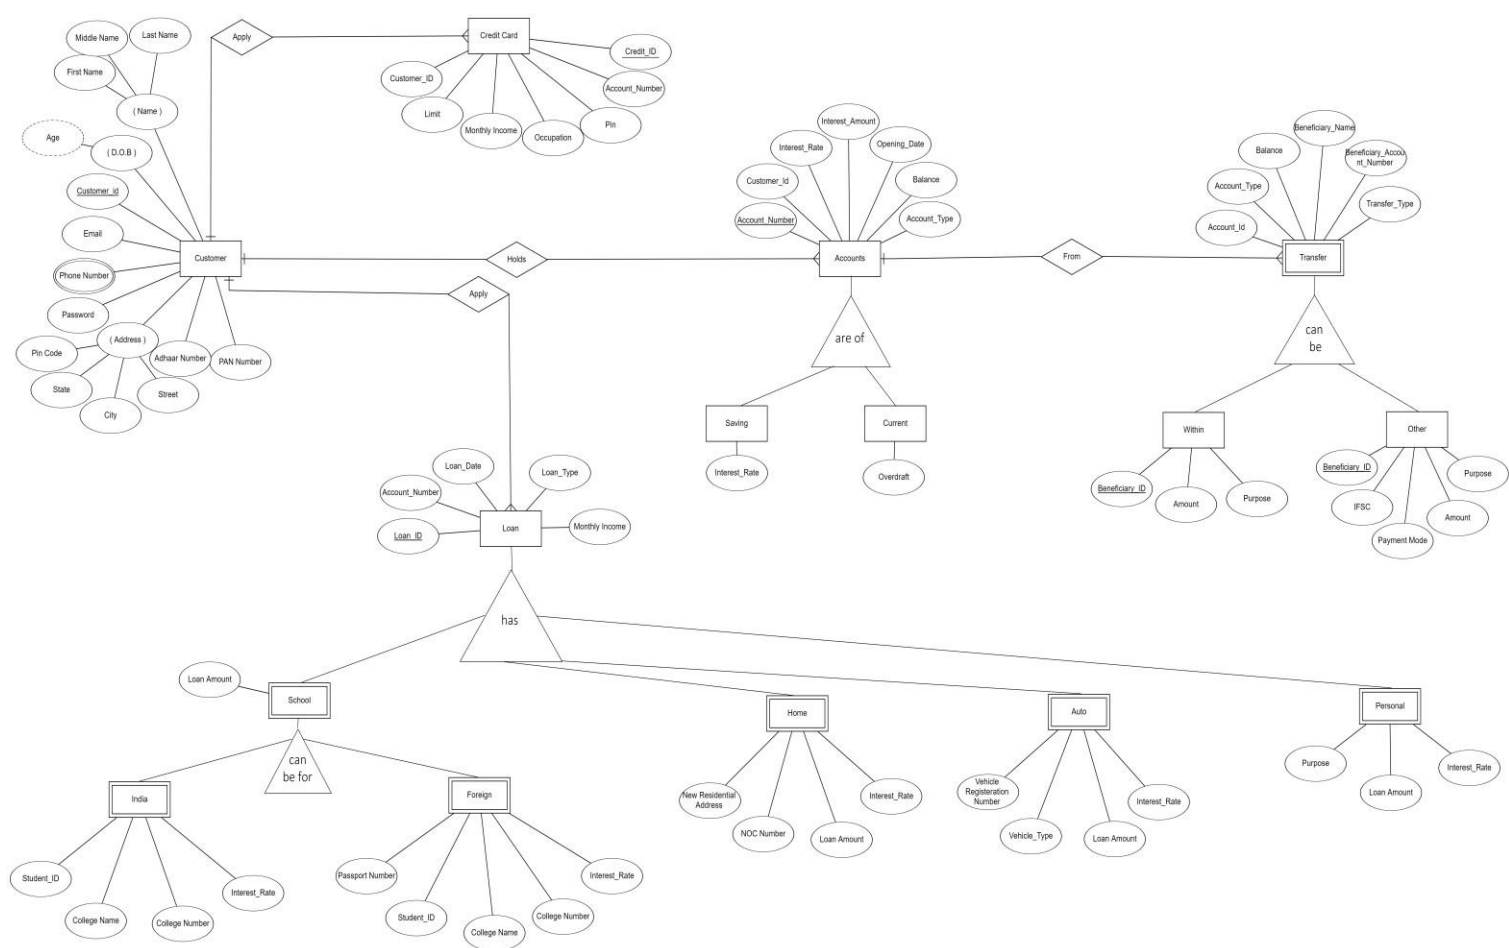 Middle Name
Last Name
First Name
( Name )
Age
( D.O.B )
Customer_id
Email
Phone Number
Password
( Address )
Pin Code
State
City
Street
Adhaar Number
PAN Number
Customer
Apply
Credit Card
Credit_ID
Customer_ID
Account_Number
Limit
Monthly Income
Occupation
Pin
Holds
Apply
Interest_Amount
Interest_Rate
Opening_Date
Customer_Id
Balance
Account_Number
Account_Type
Accounts
From
Beneficiary_Name
Balance
Beneficiary_Accou
nt_Number
Account_Type
Transfer_Type
Account_Id
Transfer
are of
Saving
Interest_Rate
Current
Overdraft
can
be
Within
Beneficiary_ID
Amount
Purpose
Other
Beneficiary_ID
IFSC
Payment Mode
Amount
Purpose
Loan_Date
Loan_Type
Account_Number
Loan_ID
Loan
Monthly Income
has
Loan Amount
School
can
be for
India
Student_ID
College Name
College Number
Interest_Rate
Foreign
Passport Number
Student_ID
College Name
College Number
Interest_Rate
Home
New Residential
Address
NOC Number
Loan Amount
Interest_Rate
Auto
Vehicle
Registeration
Number
Vehicle_Type
Loan Amount
Interest_Rate
Personal
Purpose
Loan Amount
Interest_Rate